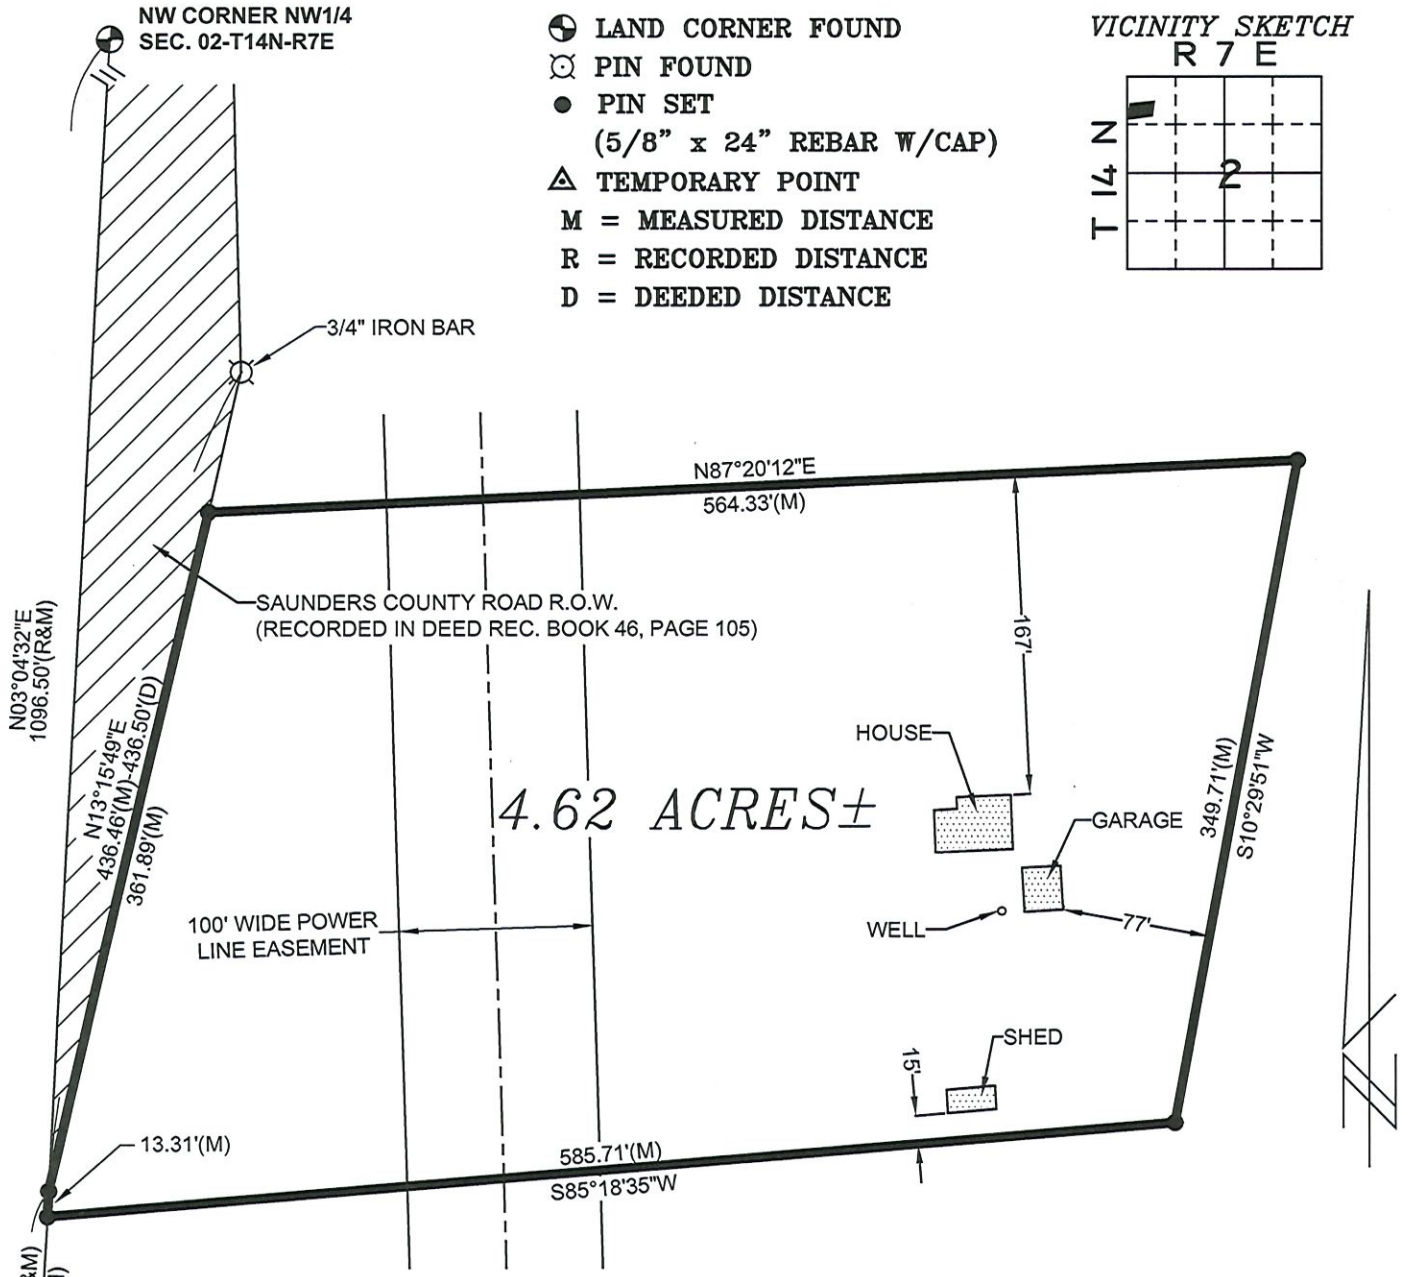 NW CORNER NW1/4
SEC. 02-T14N-R7E
LAND CORNER FOUND
PIN FOUND
PIN SET
(5/8" x 24" REBAR W/CAP)
TEMPORARY POINT
M = MEASURED DISTANCE
R = RECORDED DISTANCE
D = DEEDED DISTANCE
VICINITY SKETCH
R 7 E
T 14 N
2
3/4" IRON BAR
N87°20'12"E
564.33'(M)
SAUNDERS COUNTY ROAD R.O.W.
(RECORDED IN DEED REC. BOOK 46, PAGE 105)
N03°04'32"E
1096.50'(R&M)
N13°15'49"E
436.46'(M)-436.50'(D)
361.89'(M)
167'
HOUSE
4.62 ACRES±
GARAGE
349.71'(M)
S10°29'51"W
100' WIDE POWER
LINE EASEMENT
WELL
77'
SHED
15'
13.31'(M)
585.71'(M)
S85°18'35"W
N